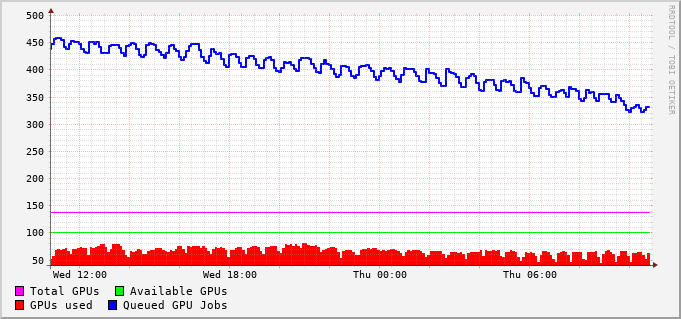 500
450
400
350
300
250
200
150
100
50
Wed 12:00 Wed 18:00 Thu 00:00 Thu 06:00
Total GPUs Available GPUs
GPUs used Queued GPU Jobs
RRDTOOL / TOBI OETIKER